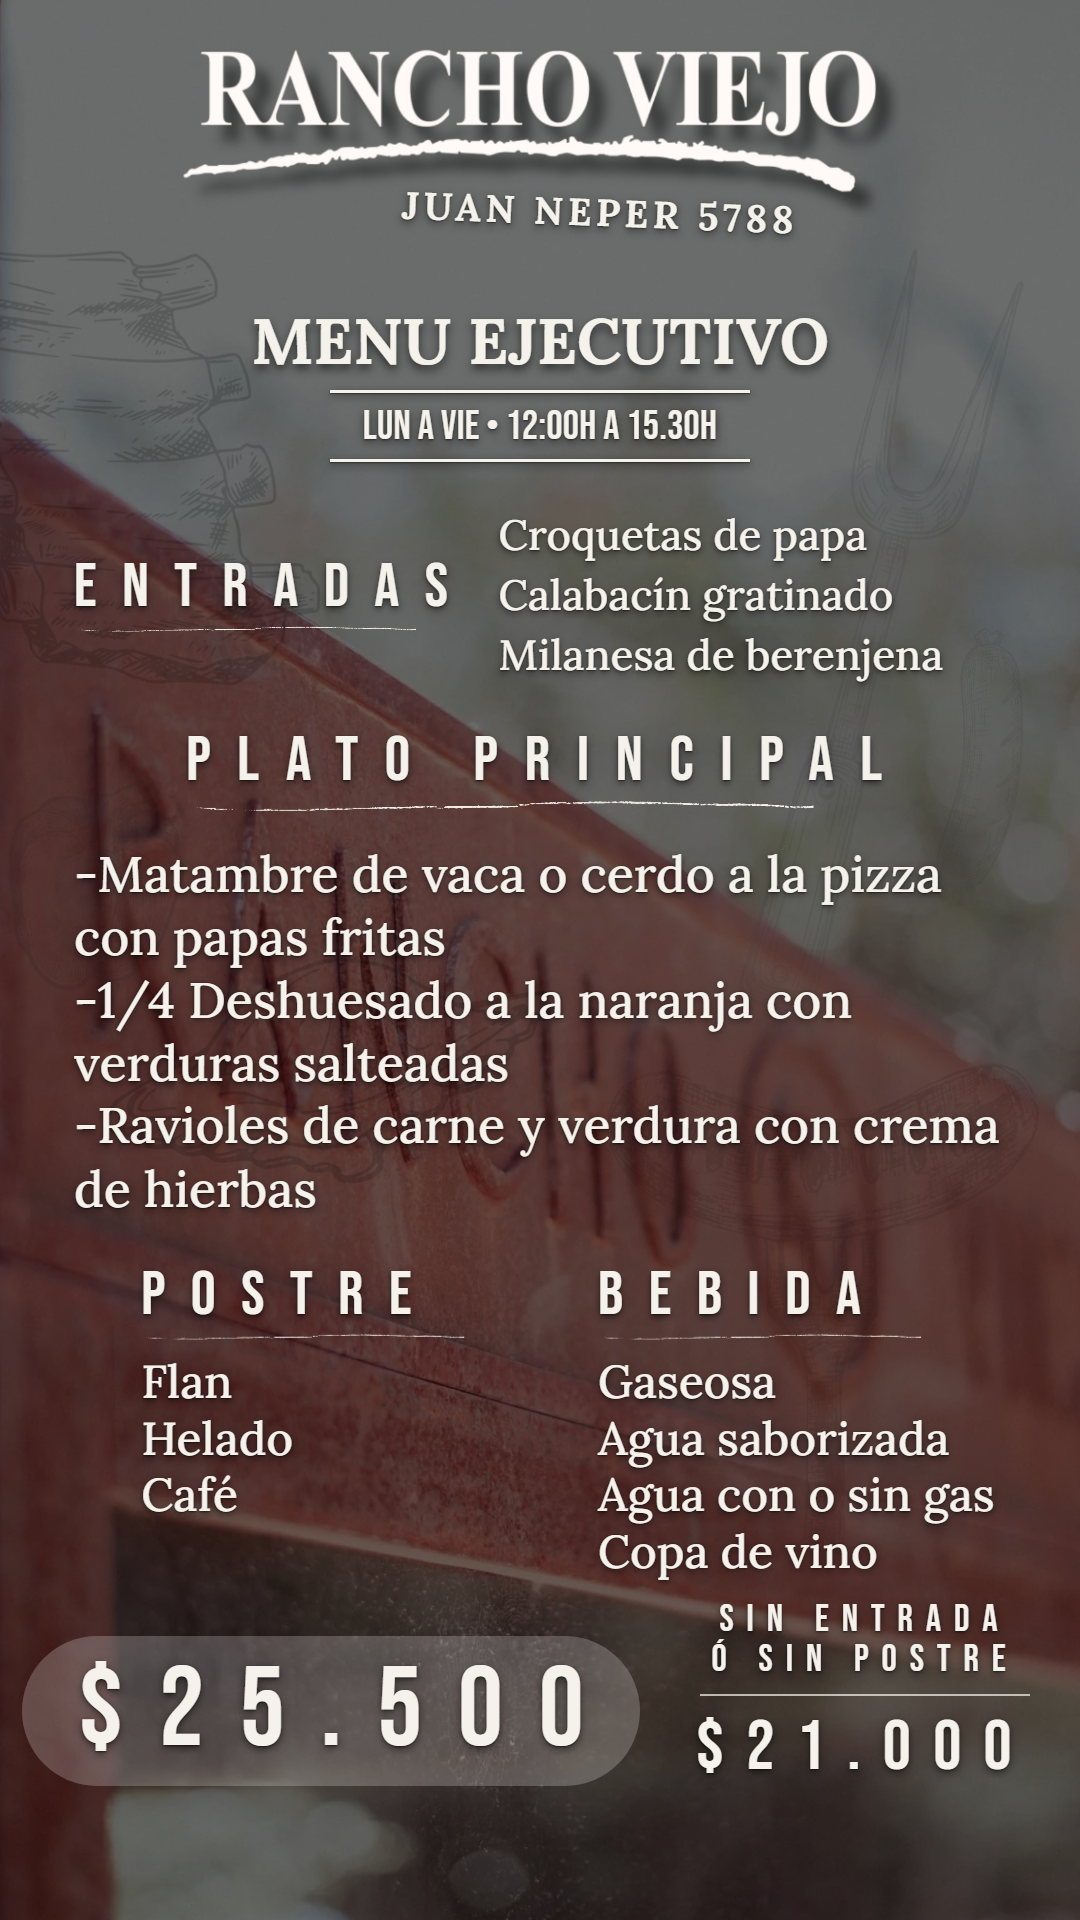 RANCHO VIEJO
JUAN NEPER 5788
MENU EJECUTIVO
LUN A VIE • 12:00H A 15.30H
ENTRADAS
Croquetas de papa
Calabacín gratinado
Milanesa de berenjena
PLATO PRINCIPAL
-Matambre de vaca o cerdo a la pizza
con papas fritas
-1/4 Deshuesado a la naranja con
verduras salteadas
-Ravioles de carne y verdura con crema
de hierbas
POSTRE
Flan
Helado
Café
BEBIDA
Gaseosa
Agua saborizada
Agua con o sin gas
Copa de vino
$25.500
SIN ENTRADA
Ó SIN POSTRE
$21.000
RANCHO